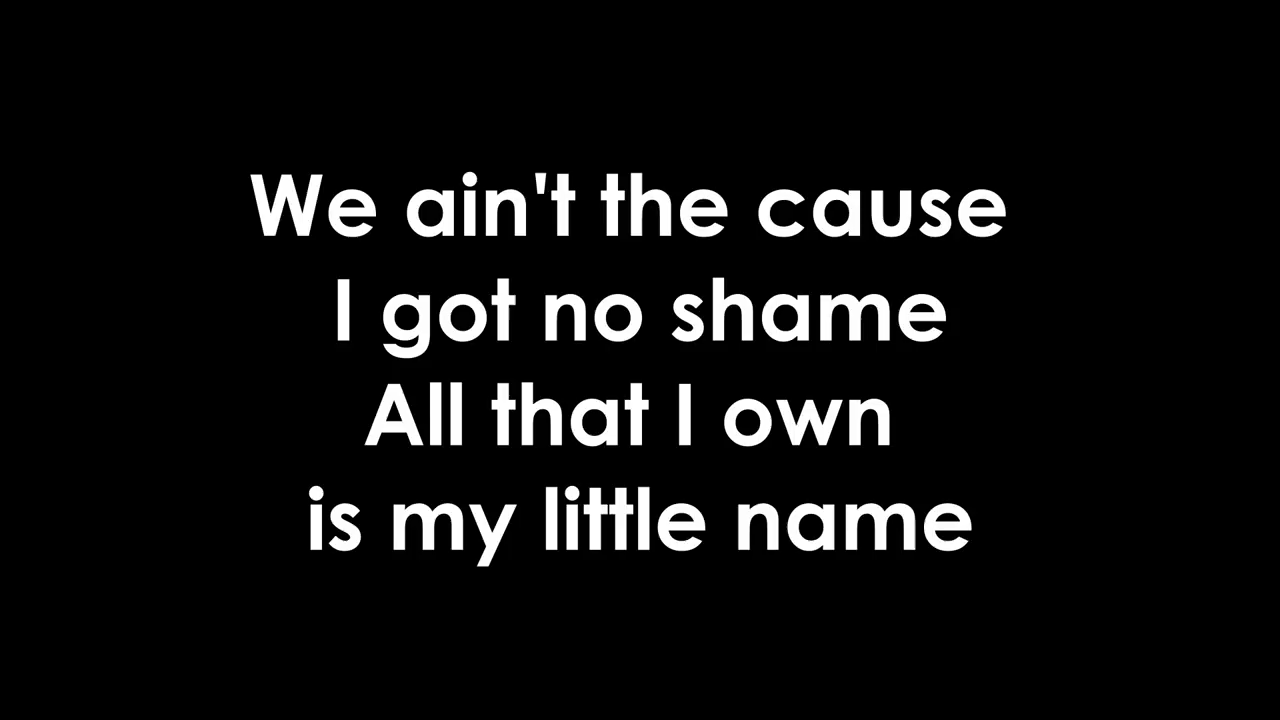 We ain't the cause
I got no shame
All that I own
is my little name